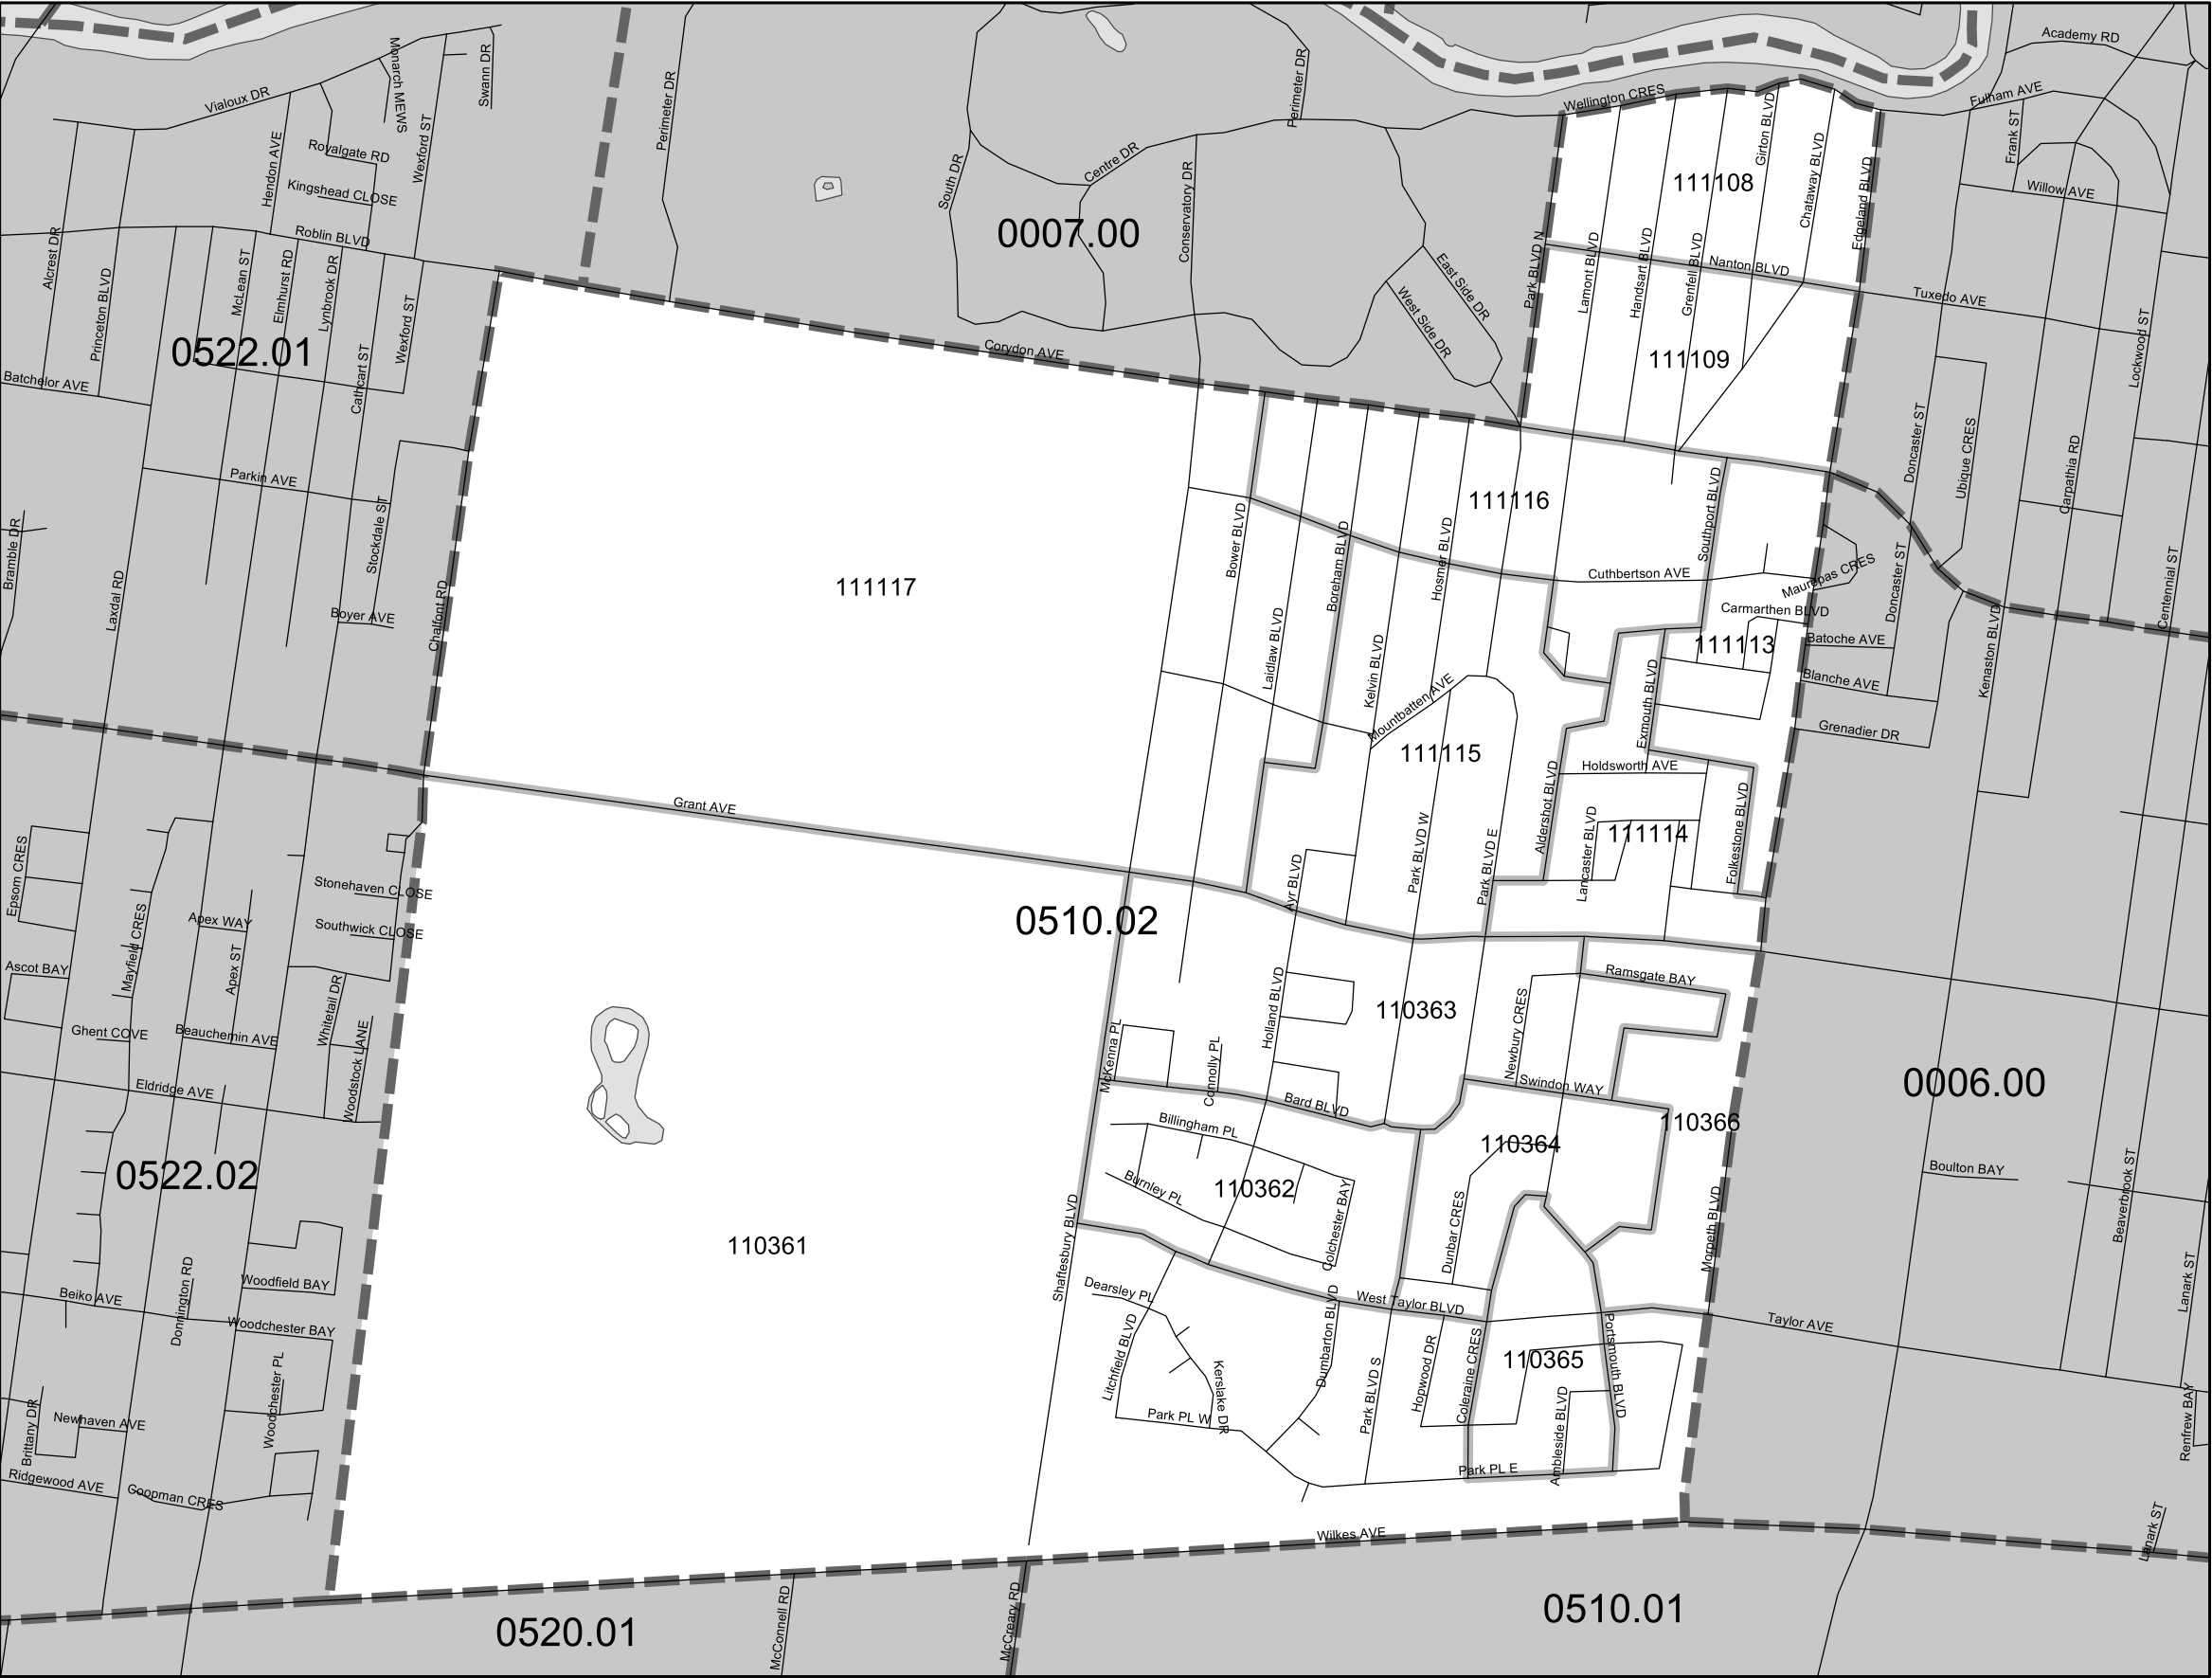 Academy RD
Swann DR
Monarch MEWS
Vialoux DR
Perimeter DR
Perimeter DR
Wellington CRES
Fulham AVE
Frank ST
Girton BLVD
Chataway BLVD
Hendon AVE
Royalgate RD
Wexford ST
Kingshead CLOSE
Centre DR
South DR
Conservatory DR
111108
Edgeland BLVD
Willow AVE
0007.00
Roblin BLVD
Alcrest DR
Princeton BLVD
McLean ST
Elmhurst RD
Lynbrook DR
Wexford ST
Cathcart ST
East Side DR
West Side DR
Park BLVD N
Lamont BLVD
Handsart BLVD
Grenfell BLVD
Nanton BLVD
Tuxedo AVE
Lockwood ST
0522.01
Corydon AVE
111109
Batchelor AVE
Doncaster ST
Ubique CRES
Carpathia RD
Parkin AVE
Southport BLVD
111116
Bramble DR
Stockdale ST
Bower BLVD
Boreham BLVD
Hosmer BLVD
Cuthbertson AVE
Maurepas CRES
Doncaster ST
Centennial ST
111117
Laxdal RD
Chalfont RD
Boyer AVE
Carmarthen BLVD
111113
Batoche AVE
Blanche AVE
Kenaston BLVD
Laidlaw BLVD
Kelvin BLVD
Mountbatten AVE
Exmouth BLVD
Grenadier DR
111115
Holdsworth AVE
Grant AVE
Aldershot BLVD
Lancaster BLVD
111114
Folkestone BLVD
Park BLVD W
Park BLVD E
Ayr BLVD
Epsom CRES
Stonehaven CLOSE
Apex WAY
Southwick CLOSE
0510.02
Mayfield CRES
Apex ST
Ascot BAY
Whitetail DR
Ramsgate BAY
Newbury CRES
Holland BLVD
110363
Ghent COVE
Beauchemin AVE
Woodstock LANE
McKenna PL
Connolly PL
Eldridge AVE
Swindon WAY
0006.00
Bard BLVD
Billingham PL
110366
110364
0522.02
Burnley PL
110362
Boulton BAY
Beaverbrook ST
Colchester BAY
Dunbar CRES
Shaftesbury BLVD
Morpeth BLVD
110361
Woodfield BAY
Donnington RD
Beiko AVE
Dearsley PL
West Taylor BLVD
Lanark ST
Woodchester BAY
Taylor AVE
Litchfield BLVD
Dumbarton BLVD
Hopwood DR
Coleraine CRES
110365
Portsmouth BLVD
Woodchester PL
Kerslake DR
Park BLVD S
Ambleside BLVD
Brittany DR
Newhaven AVE
Park PL W
Renfrew BAY
Park PL E
Ridgewood AVE
Coopman CRES
Wilkes AVE
Lanark ST
0520.01
McConnell RD
McCreary RD
0510.01